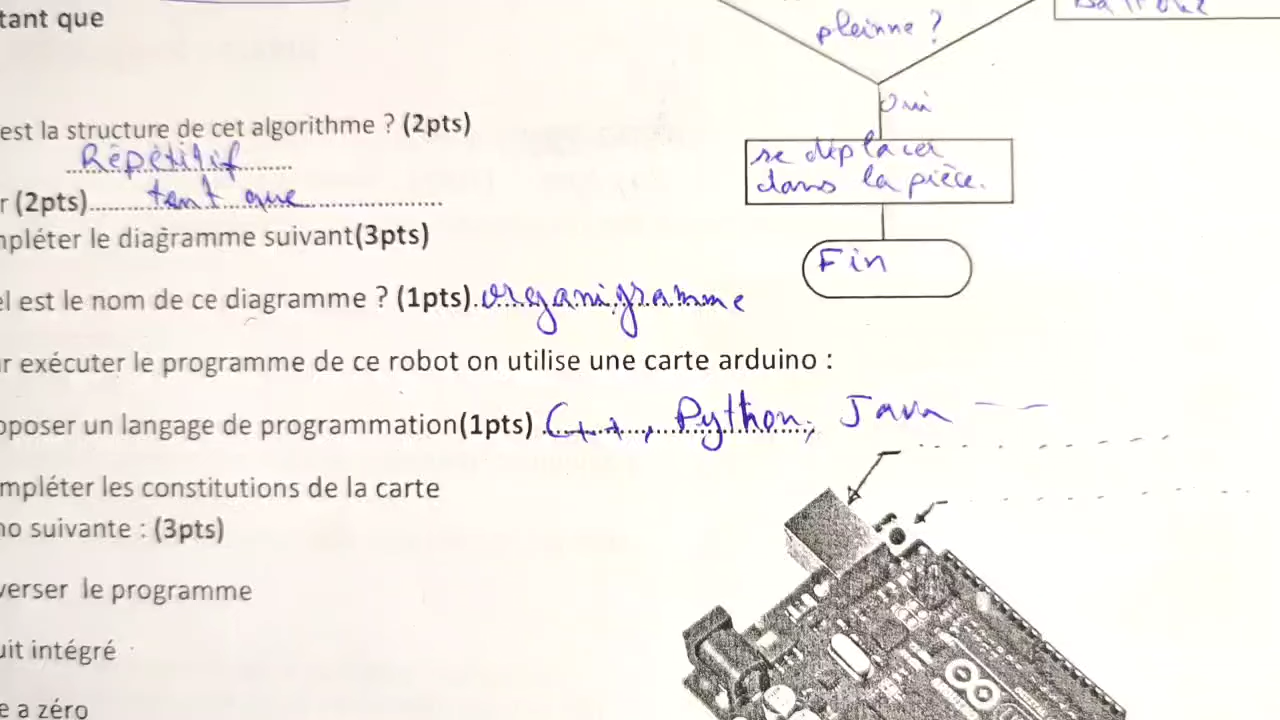 tant que
pleinne ?
oui
est la structure de cet algorithme ? (2pts)
Répétitif
se déplacer
dans la pièce.
r (2pts)........ tent que ........
mpléter le diagramme suivant(3pts)
Fin
el est le nom de ce diagramme ? (1pts).organigramme
r exécuter le programme de ce robot on utilise une carte arduino :
oposer un langage de programmation(1pts) C++, Python, Java
mpléter les constitutions de la carte
no suivante : (3pts)
verser le programme
uit intégré
e a zéro